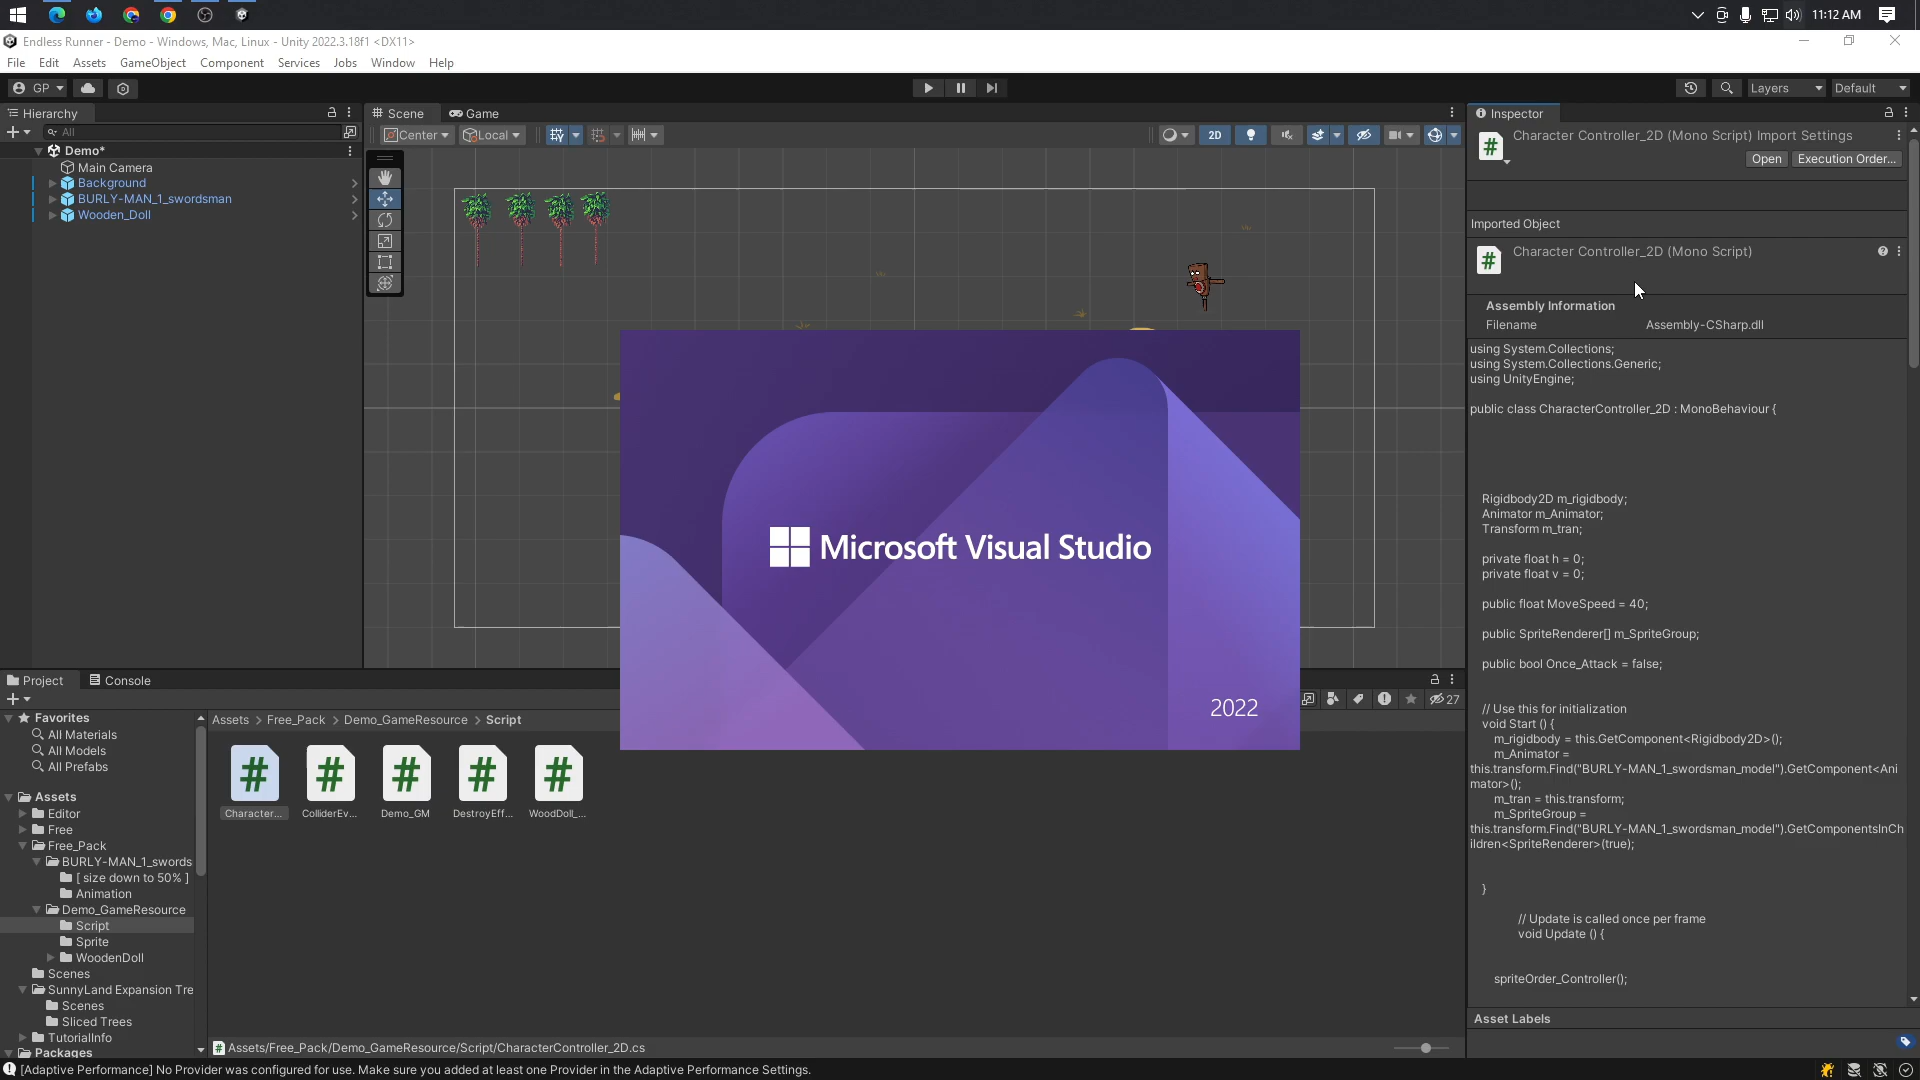 11:12 AM
Endless Runner - Demo - Windows, Mac, Linux - Unity 2022.3.18f1 <DX11>
File Edit Assets GameObject Component Services Jobs Window Help
GP
Layers
Default
Hierarchy
All
Demo*
Main Camera
Background
BURLY-MAN_1_swordsman
Wooden_Doll
Scene
Game
Center
Local
2D
Inspector
Character Controller_2D (Mono Script) Import Settings
Open
Execution Order...
Imported Object
Character Controller_2D (Mono Script)
Assembly Information
Filename Assembly-CSharp.dll
using System.Collections;
using System.Collections.Generic;
using UnityEngine;
public class CharacterController_2D : MonoBehaviour {
Rigidbody2D m_rigidbody;
Animator m_Animator;
Transform m_tran;
private float h = 0;
private float v = 0;
public float MoveSpeed = 40;
public SpriteRenderer[] m_SpriteGroup;
public bool Once_Attack = false;
// Use this for initialization
void Start () {
m_rigidbody = this.GetComponent<Rigidbody2D>();
m_Animator =
this.transform.Find("BURLY-MAN_1_swordsman_model").GetComponent<Ani
mator>();
m_tran = this.transform;
m_SpriteGroup =
this.transform.Find("BURLY-MAN_1_swordsman_model").GetComponentsInCh
ildren<SpriteRenderer>(true);
}
// Update is called once per frame
void Update () {
spriteOrder_Controller();
Asset Labels
Microsoft Visual Studio
2022
Project
Console
27
Favorites
All Materials
All Models
All Prefabs
Assets
Editor
Free
Free_Pack
BURLY-MAN_1_swords
[ size down to 50% ]
Animation
Demo_GameResource
Script
Sprite
WoodenDoll
Scenes
SunnyLand Expansion Tre
Scenes
Sliced Trees
TutorialInfo
Packages
Assets > Free_Pack > Demo_GameResource > Script
Character...
ColliderEv...
Demo_GM
DestroyEff...
WoodDoll_...
Assets/Free_Pack/Demo_GameResource/Script/CharacterController_2D.cs
[Adaptive Performance] No Provider was configured for use. Make sure you added at least one Provider in the Adaptive Performance Settings.